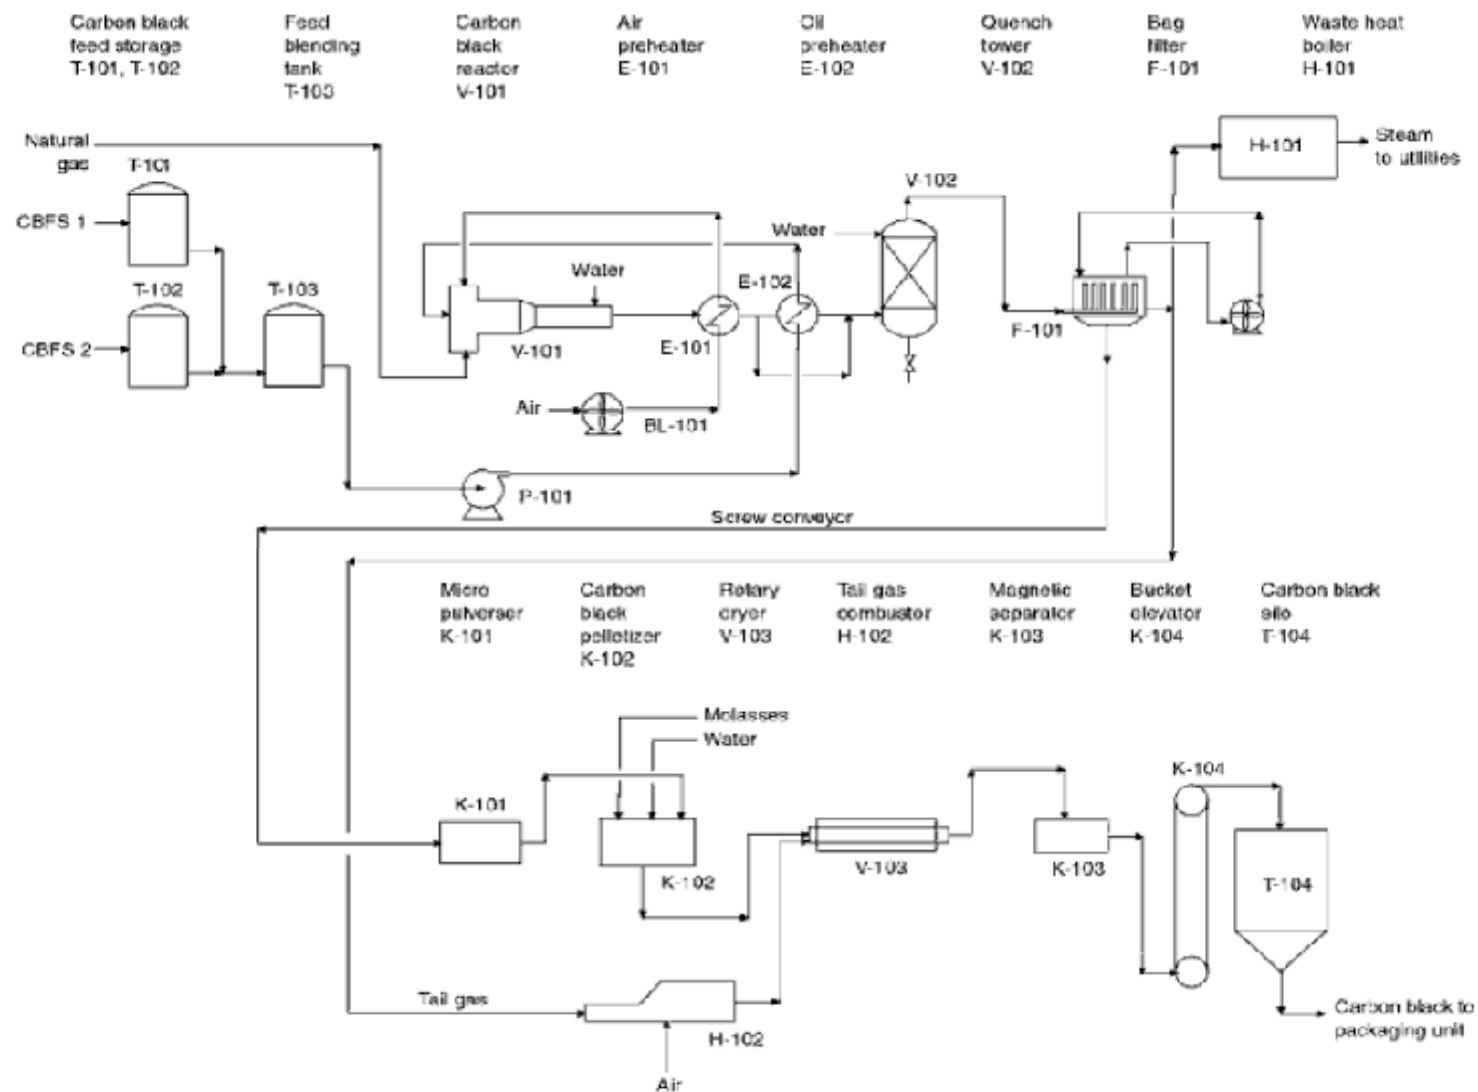 Carbon black
feed storage
T-101, T-102
Feed
blending
tank
T-103
Carbon
black
reactor
V-101
Air
preheater
E-101
Oil
preheater
E-102
Quench
tower
V-102
Bag
filter
F-101
Waste heat
boiler
H-101
Natural
gas
T-101
CBFS 1
T-102
T-103
CBFS 2
Water
V-101
E-101
E-102
Air
BL-101
P-101
Water
V-102
F-101
H-101
Steam
to utilities
Screw conveyor
Micro
pulverser
K-101
Carbon
black
pelletizer
K-102
Rotary
dryer
V-103
Tail gas
combustor
H-102
Magnetic
separator
K-103
Bucket
elevator
K-104
Carbon black
silo
T-104
Molasses
Water
K-101
K-102
V-103
K-103
K-104
T-104
Tail gas
H-102
Air
Carbon black to
packaging unit